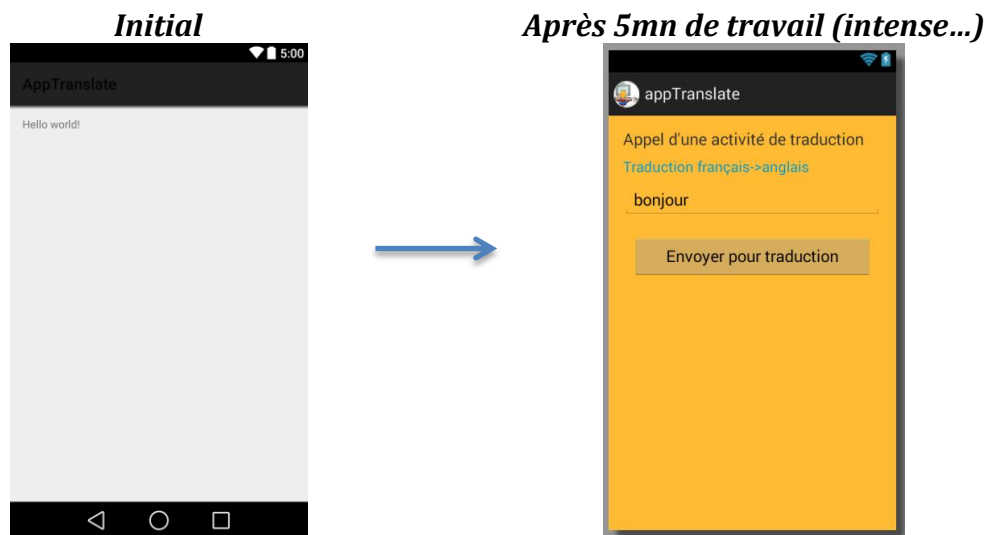 Initial
Après 5mn de travail (intense…)
5:00
AppTranslate
Hello world!
appTranslate
Appel d'une activité de traduction
Traduction français->anglais
bonjour
Envoyer pour traduction